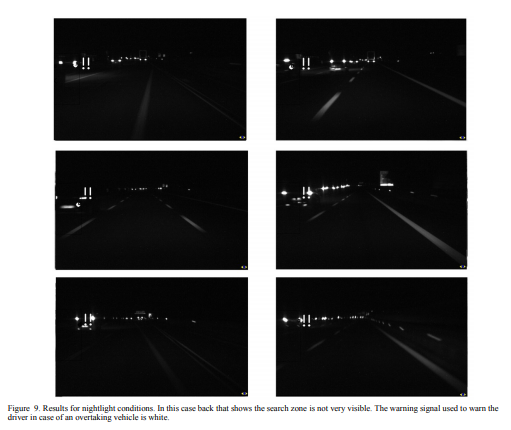 Figure 9. Results for nightlight conditions. In this case back that shows the search zone is not very visible. The warning signal used to warn the
driver in case of an overtaking vehicle is white.